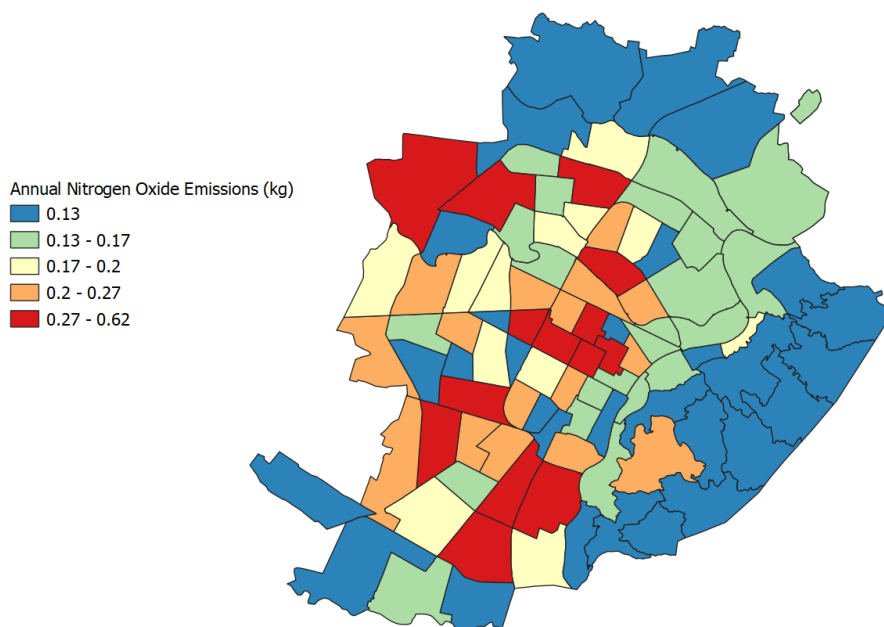 Annual Nitrogen Oxide Emissions (kg)
0.13
0.13 - 0.17
0.17 - 0.2
0.2 - 0.27
0.27 - 0.62